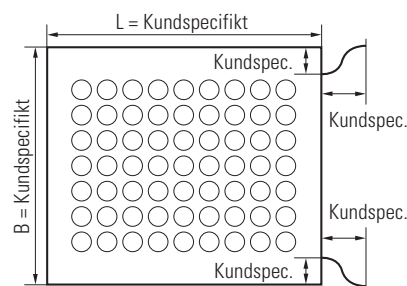 L = Kundspecifikt
Kundspec.
Kundspec.
B = Kundspecifikt
Kundspec.
Kundspec.